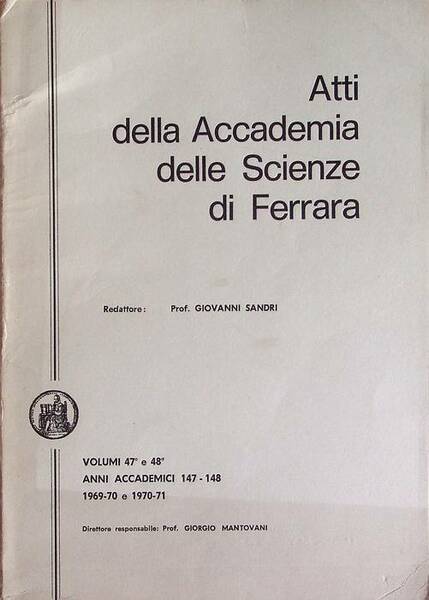 Atti
della Accademia
delle Scienze
di Ferrara
Redattore: Prof. GIOVANNI SANDRI
VOLUMI 47° e 48°
ANNI ACCADEMICI 147 - 148
1969-70 e 1970-71
Direttore responsabile: Prof. GIORGIO MANTOVANI